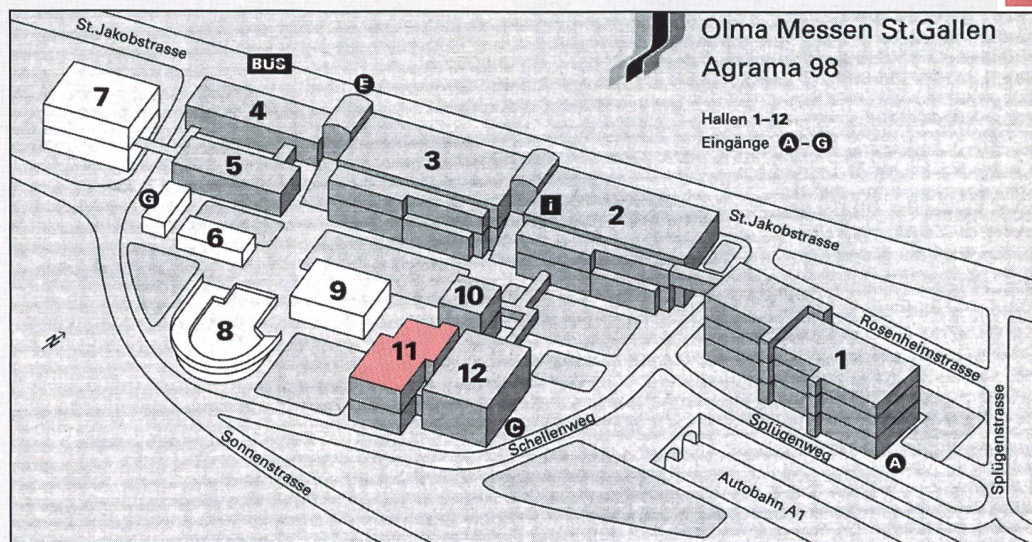 Olma Messen St.Gallen
Agrama 98
Hallen 1–12
Eingänge A–G
St.Jakobstrasse
BUS
E
7
4
5
3
G
6
i
2
St.Jakobstrasse
9
10
8
11
12
1
Rosenheimstrasse
N
C
Schellenweg
Sonnenstrasse
Splügenweg
A
Autobahn A1
Splügenstrasse